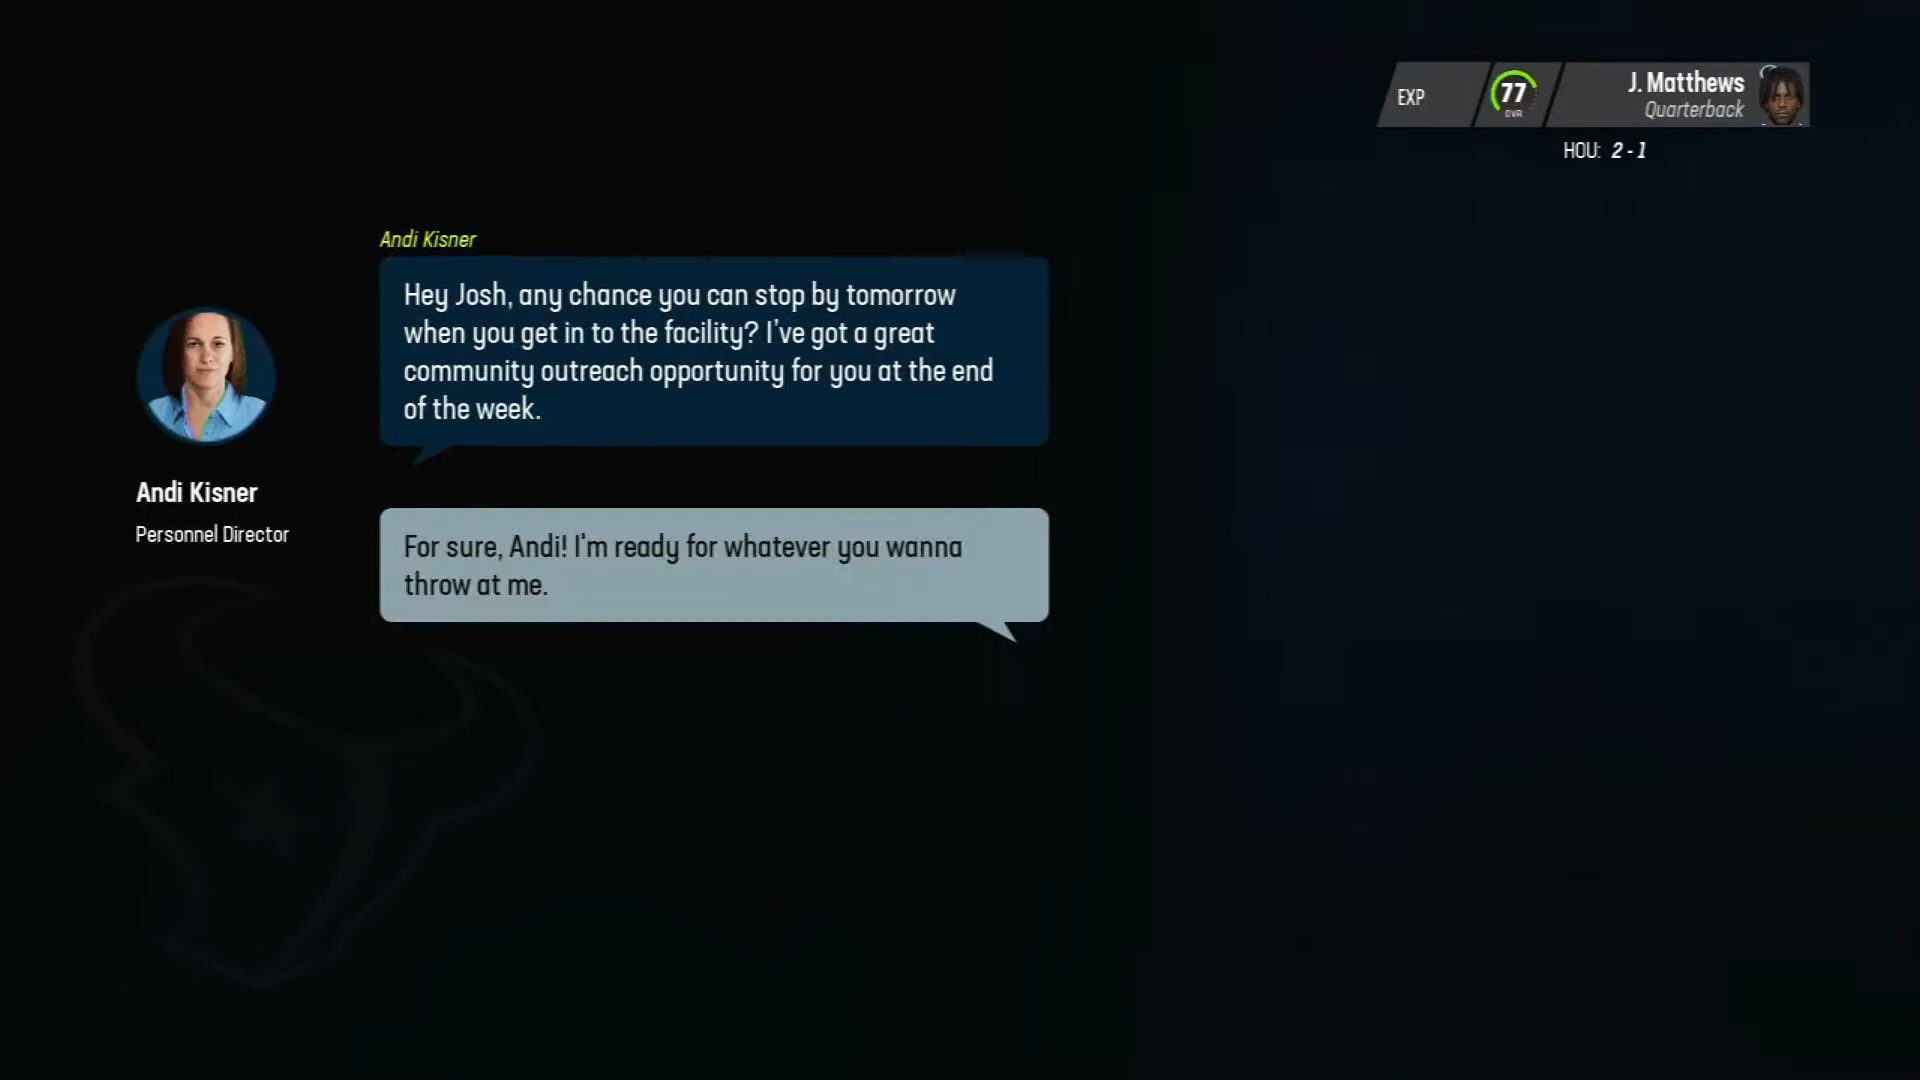 EXP
77
OVR
J. Matthews
Quarterback
HOU: 2 - 1
Andi Kisner
Hey Josh, any chance you can stop by tomorrow
when you get in to the facility? I've got a great
community outreach opportunity for you at the end
of the week.
Andi Kisner
Personnel Director
For sure, Andi! I'm ready for whatever you wanna
throw at me.